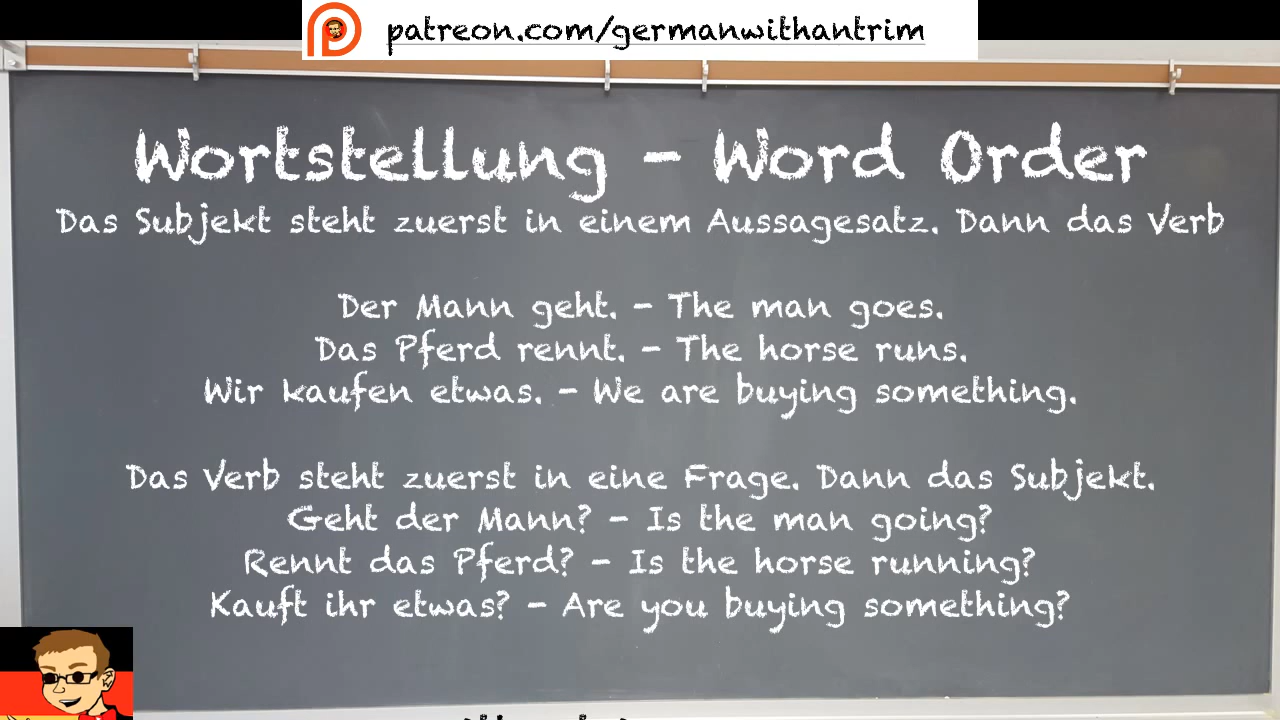 patreon.com/germanwithantrim
Wortstellung - Word Order
Das Subjekt steht zuerst in einem Aussagesatz. Dann das Verb
Der Mann geht. - The man goes.
Das Pferd rennt. - The horse runs.
Wir kaufen etwas. - We are buying something.
Das Verb steht zuerst in eine Frage. Dann das Subjekt.
Geht der Mann? - Is the man going?
Rennt das Pferd? - Is the horse running?
Kauft ihr etwas? - Are you buying something?